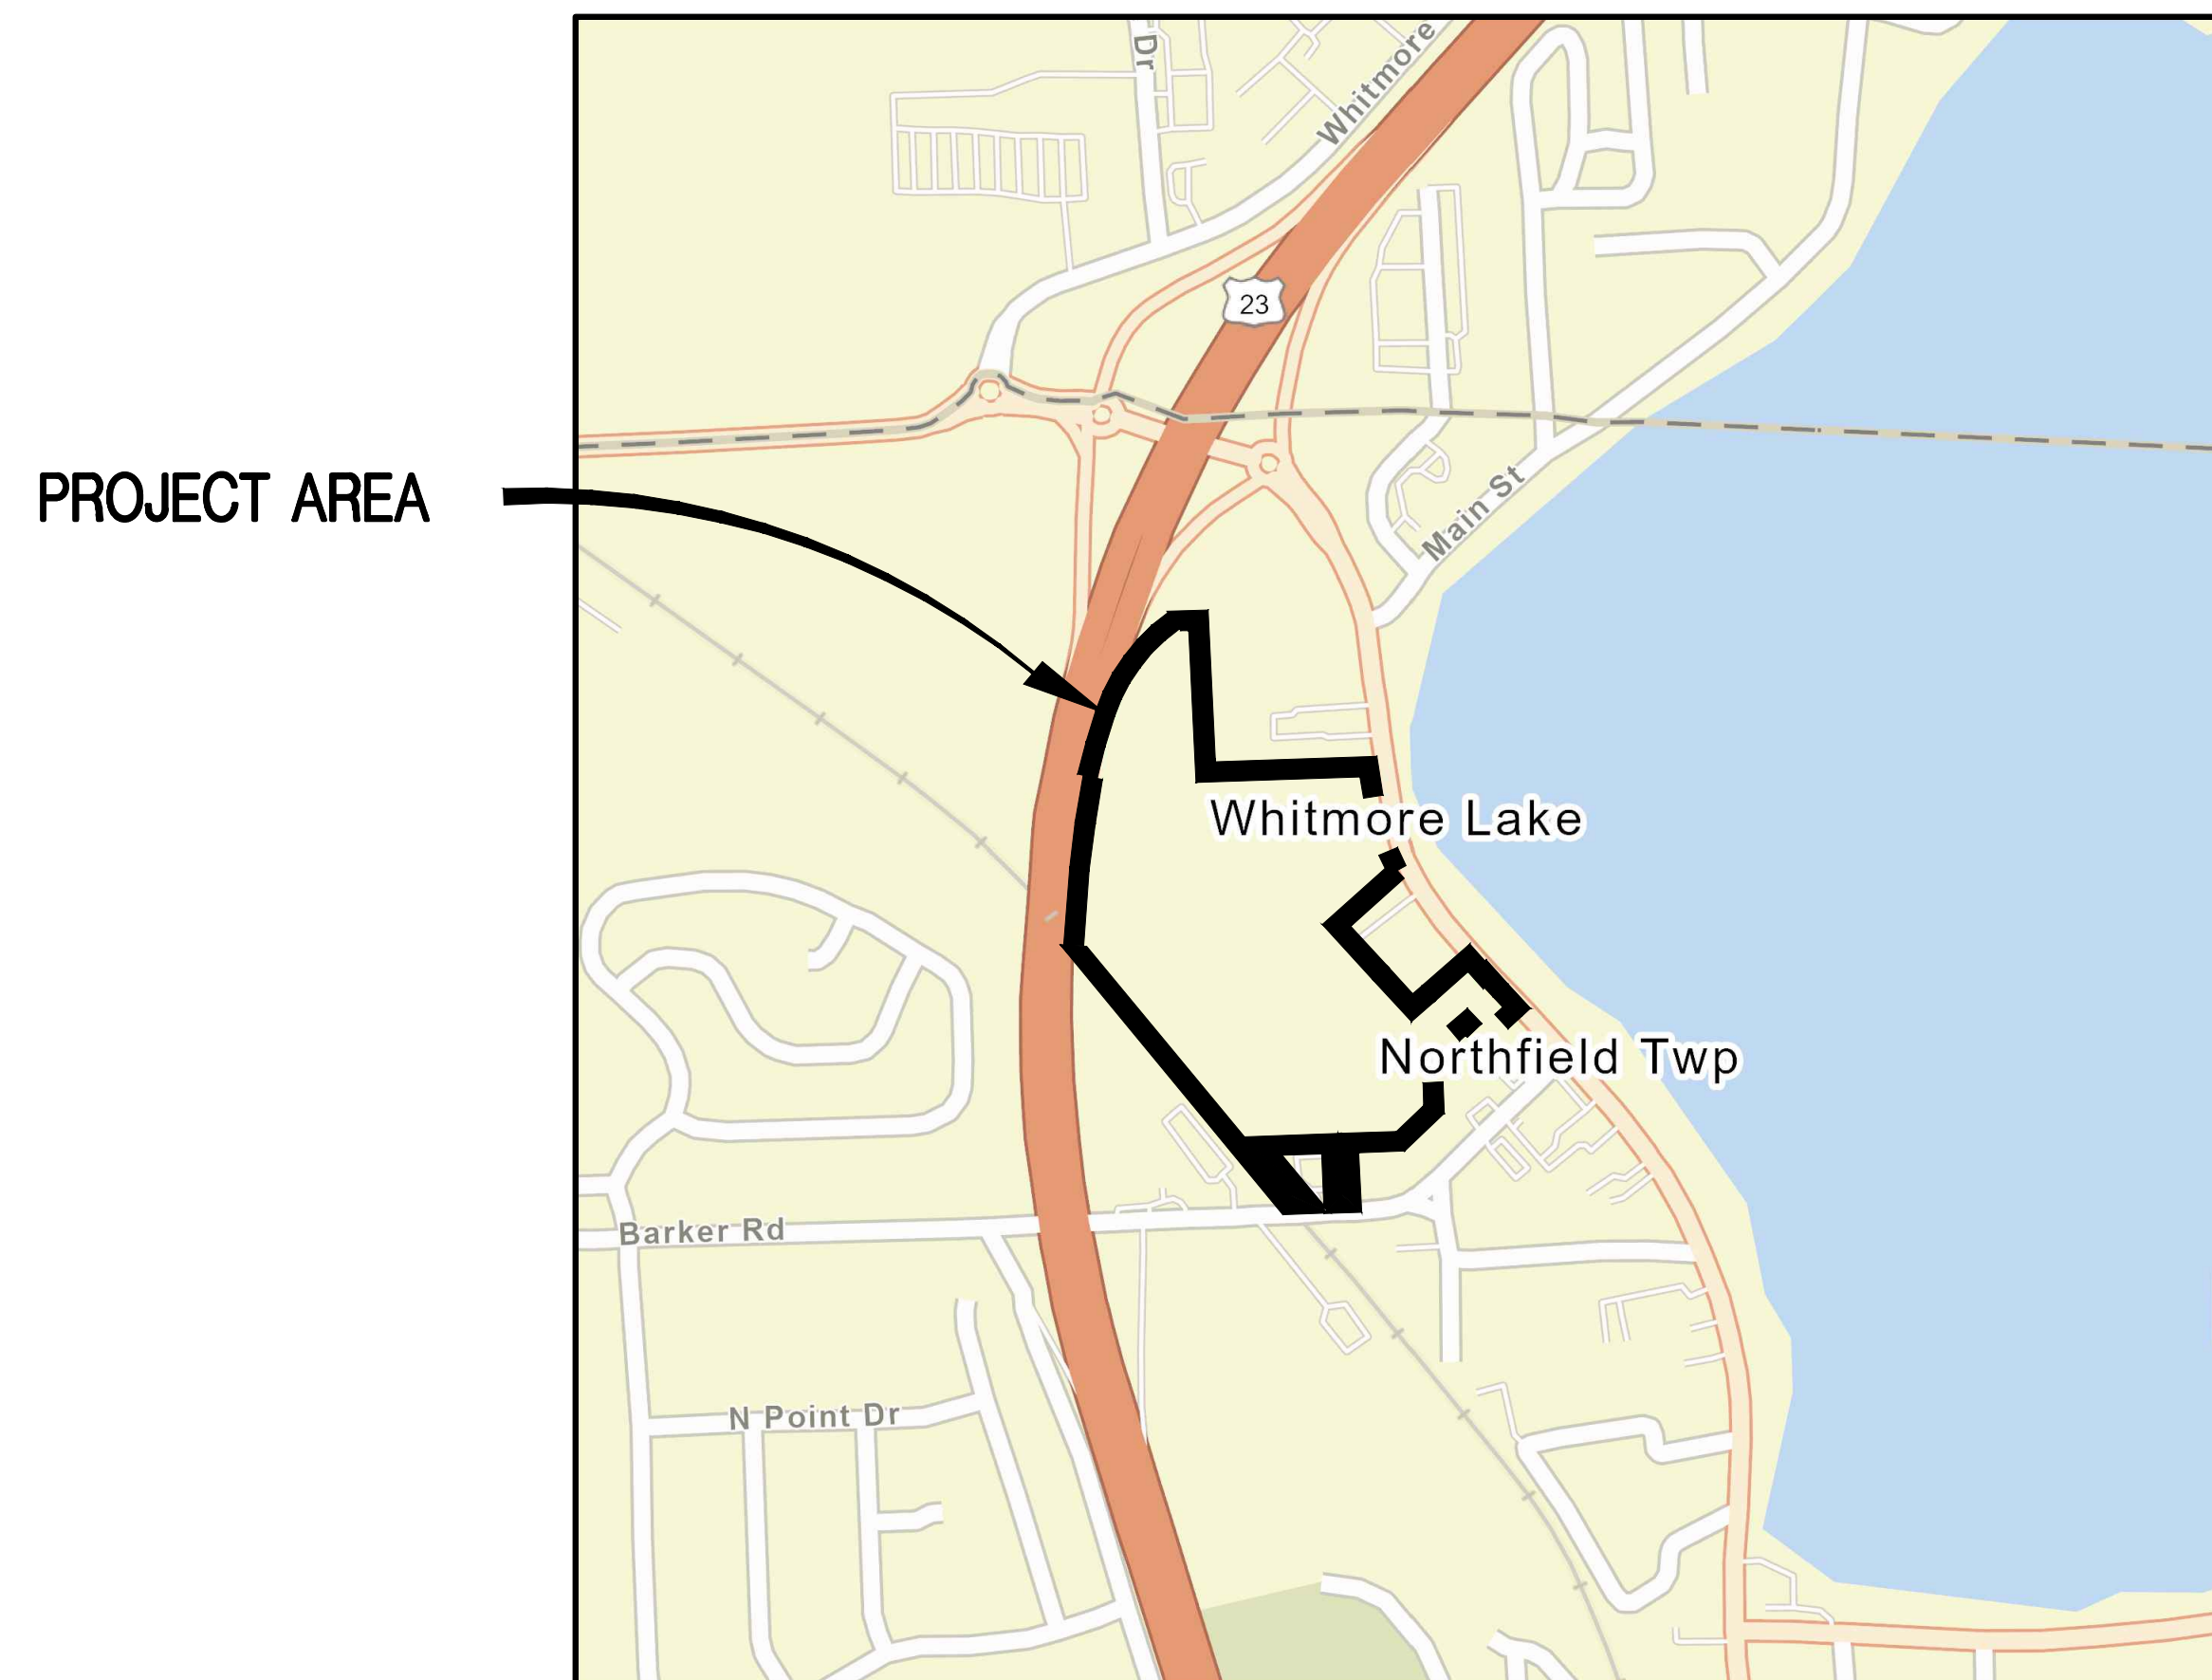 Dr
Whitmore
23
PROJECT AREA
Main St
Whitmore Lake
Northfield Twp
Barker Rd
N Point Dr